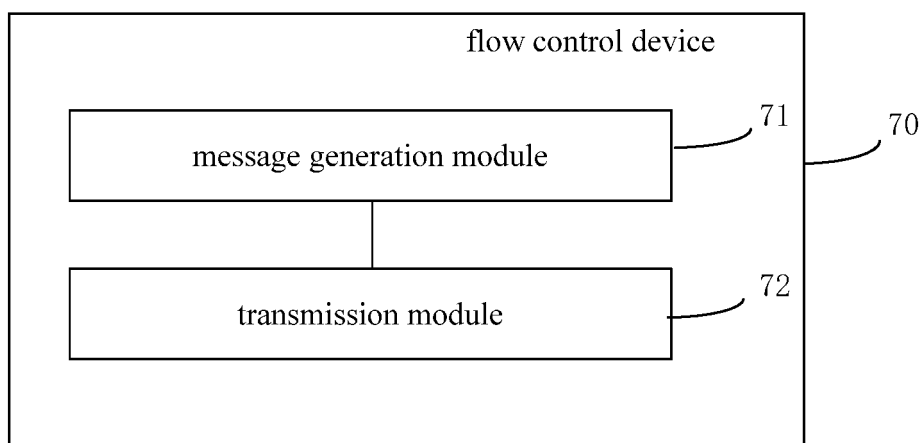 flow control device
71
70
message generation module
72
transmission module